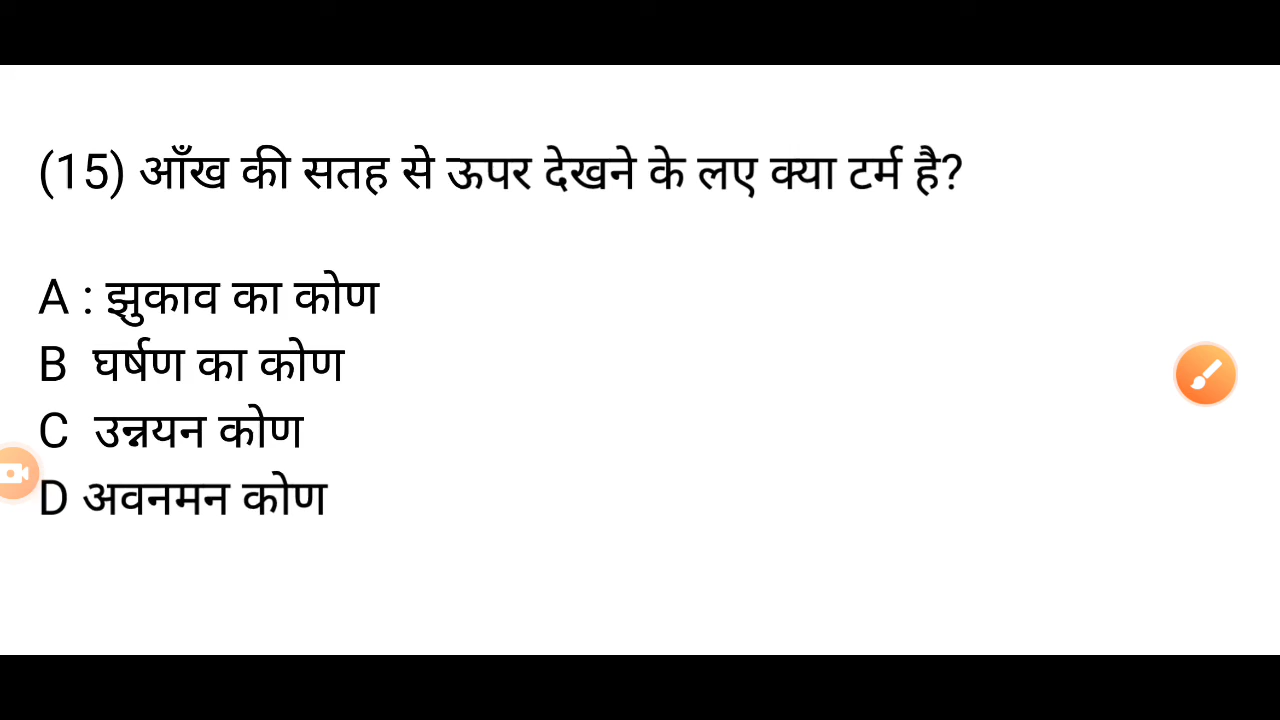 (15) आँख की सतह से ऊपर देखने के लए क्या टर्म है?
A : झुकाव का कोण
B घर्षण का कोण
C उन्नयन कोण
D अवनमन कोण